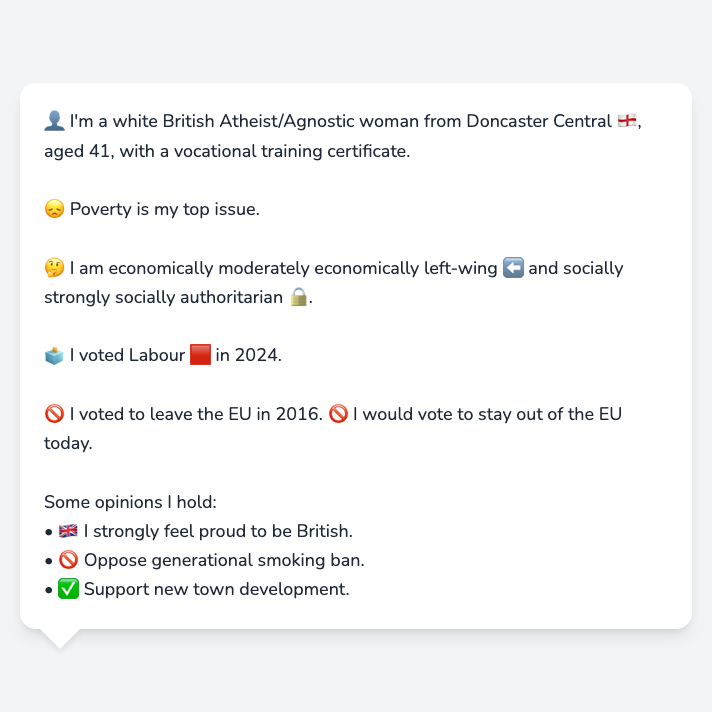 👤 I'm a white British Atheist/Agnostic woman from Doncaster Central 🏴󠁧󠁢󠁥󠁮󠁧󠁿,
aged 41, with a vocational training certificate.
😞 Poverty is my top issue.
🤔 I am economically moderately economically left-wing ⬅️ and socially
strongly socially authoritarian 🔒.
🗳️ I voted Labour 🟥 in 2024.
🚫 I voted to leave the EU in 2016. 🚫 I would vote to stay out of the EU
today.
Some opinions I hold:
• 🇬🇧 I strongly feel proud to be British.
• 🚫 Oppose generational smoking ban.
• ✅ Support new town development.